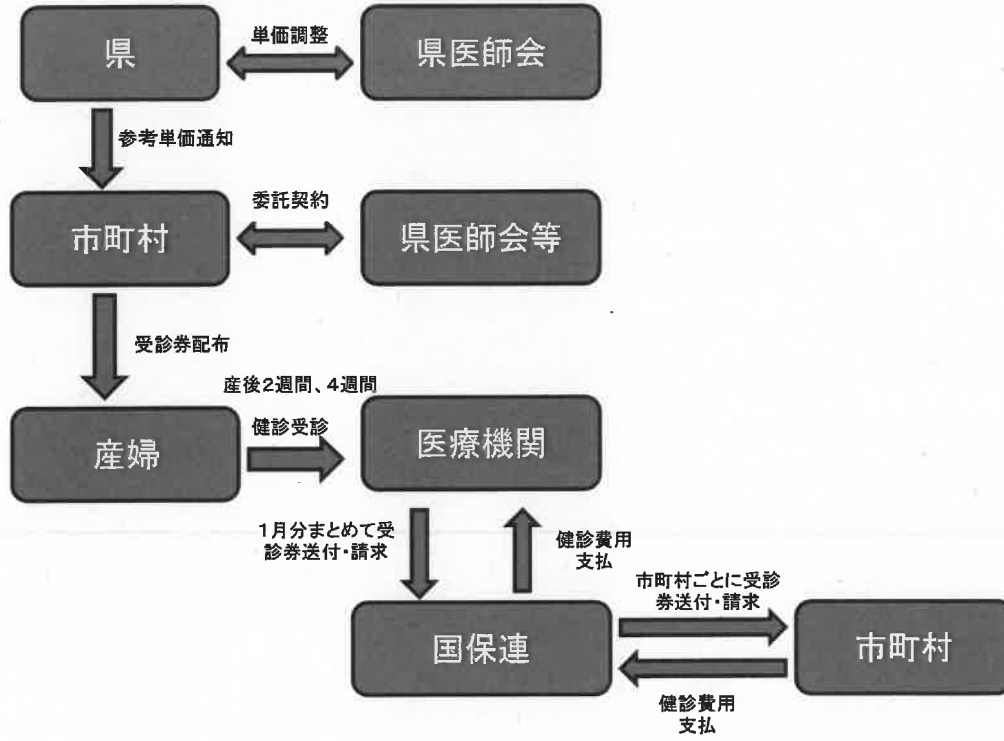 県
単価調整
県医師会
参考単価通知
市町村
委託契約
県医師会等
受診券配布
産後2週間、4週間
産婦
健診受診
医療機関
1月分まとめて受
診券送付・請求
健診費用
支払
国保連
市町村ごとに受診
券送付・請求
市町村
健診費用
支払